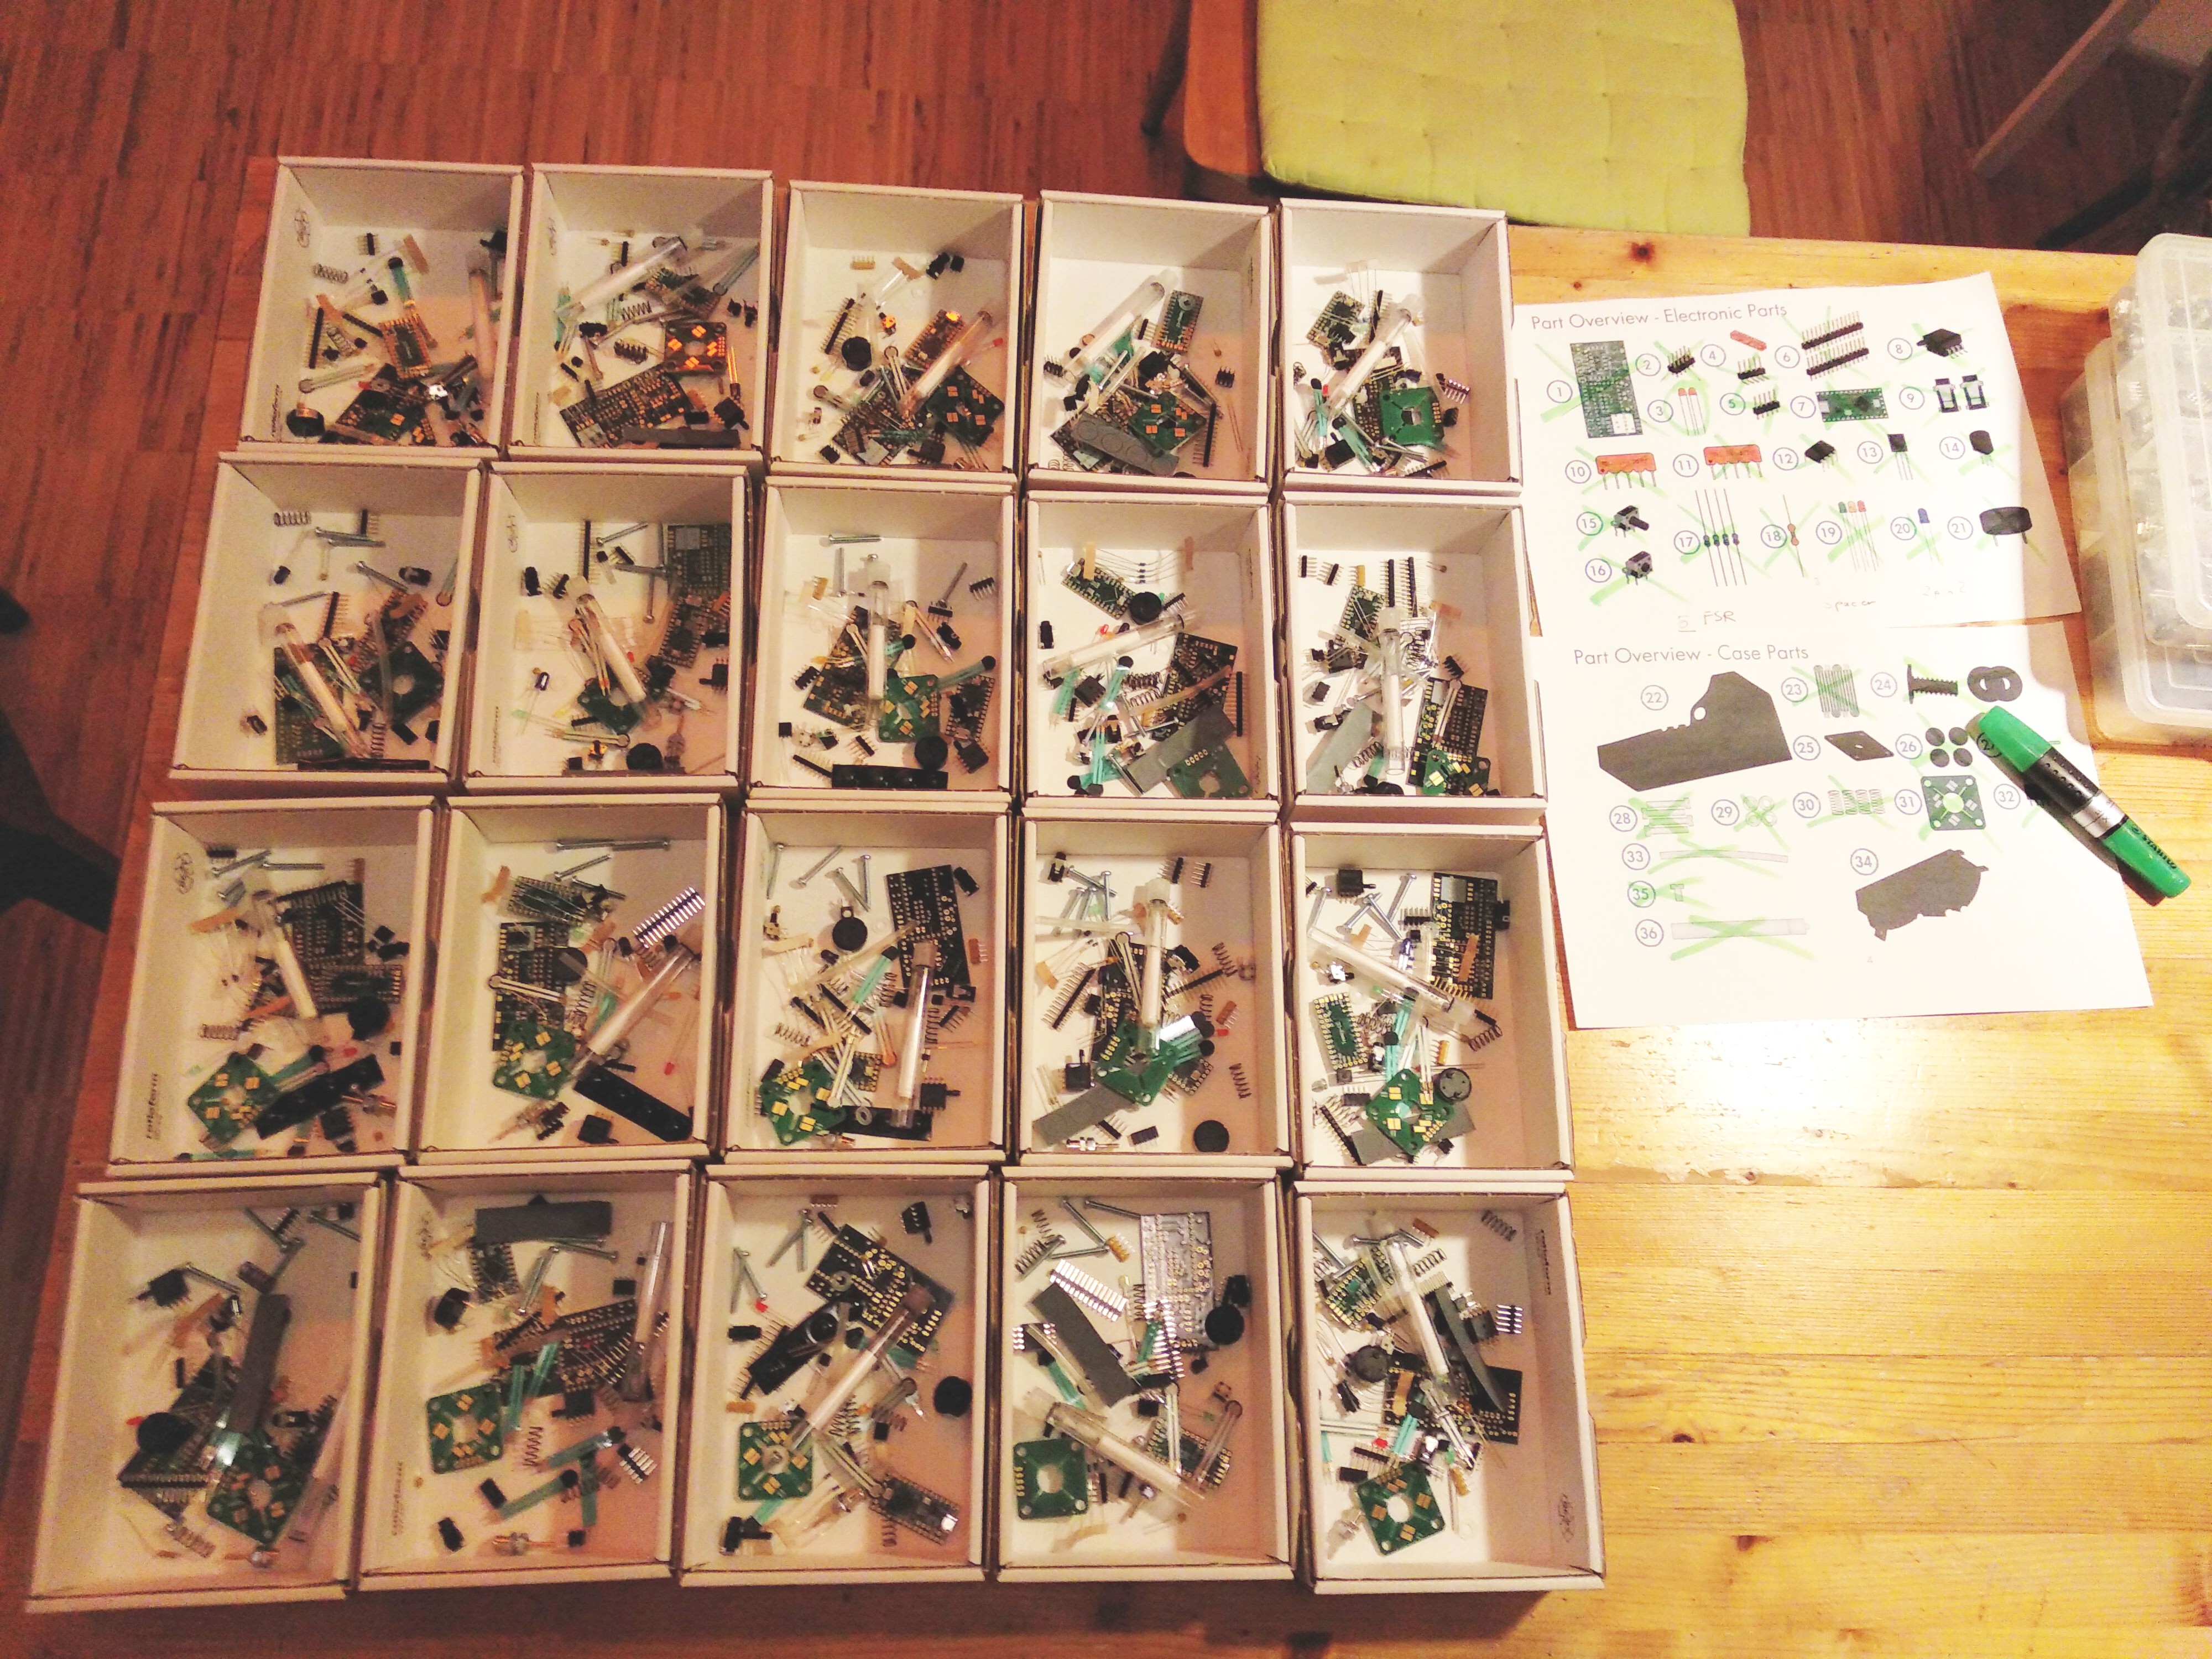 Part Overview - Electronic Parts
1 2 4 6 8
3 5 7 9
10 11 12 13 14
15 17 18 19 20 21
16
5 FSR
spacer
Part Overview - Case Parts
22 23 24
25 26
28 29 30 31 32
33
35 34
36